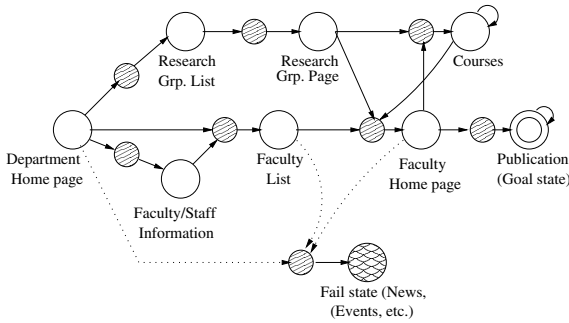 Research
Grp. List
Research
Grp. Page
Courses
Department
Home page
Faculty
List
Faculty
Home page
Publication
(Goal state)
Faculty/Staff
Information
Fail state (News,
(Events, etc.)